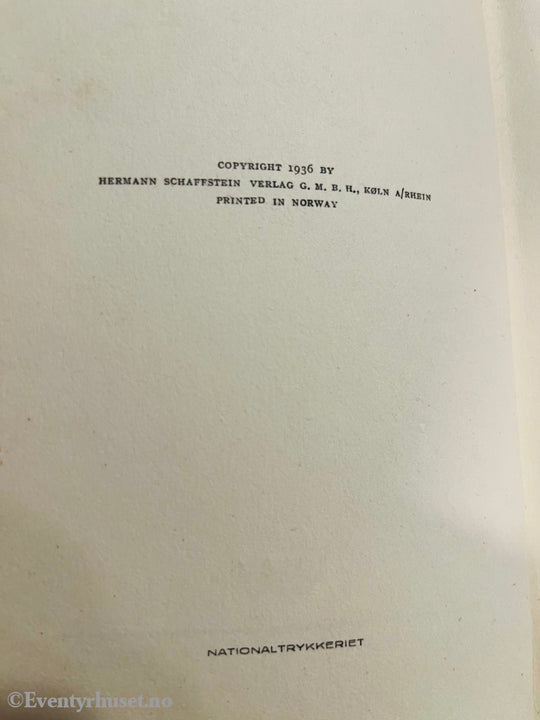 COPYRIGHT 1936 BY
HERMANN SCHAFFSTEIN VERLAG G. M. B. H., KØLN A/RHEIN
PRINTED IN NORWAY
NATIONALTRYKKERIET
©Eventyrhuset.no